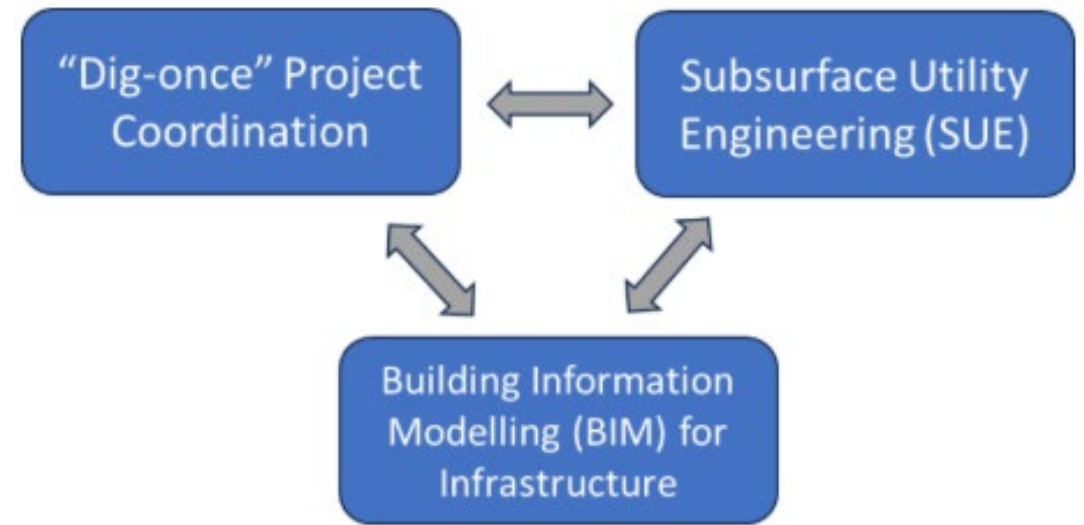 “Dig-once” Project
Coordination
Subsurface Utility
Engineering (SUE)
Building Information
Modelling (BIM) for
Infrastructure